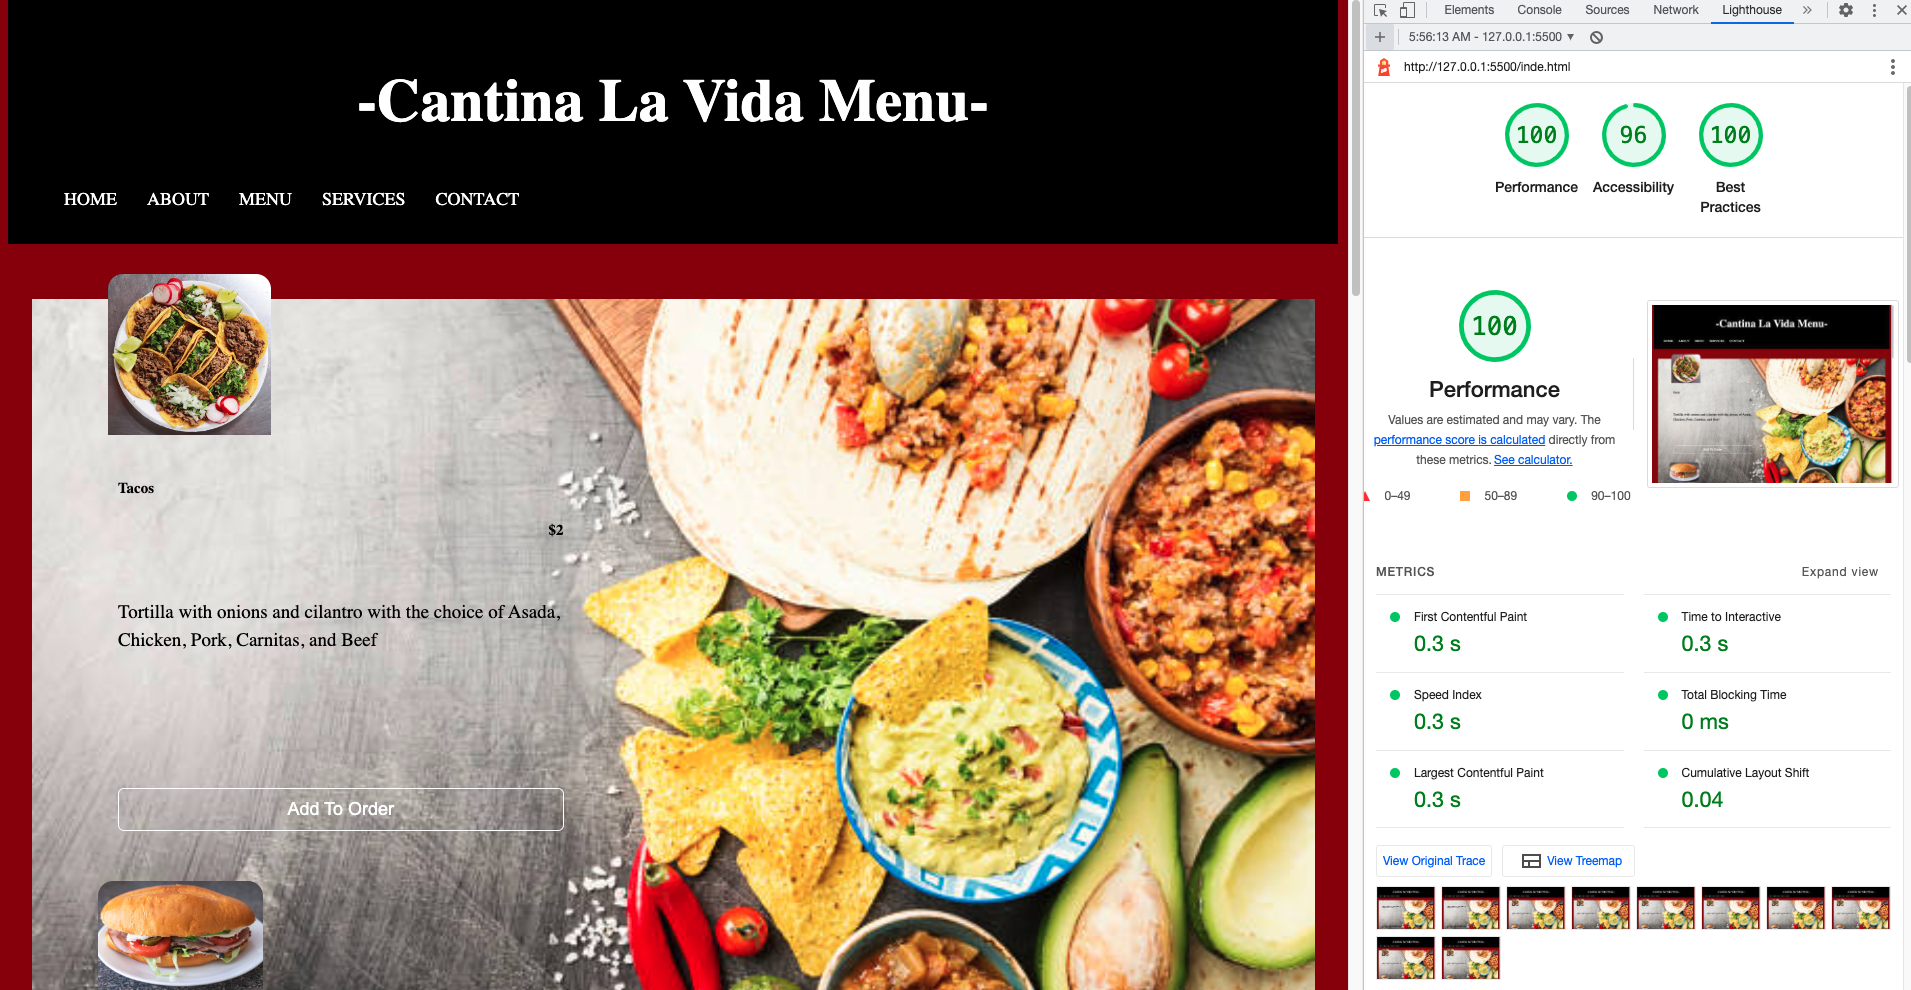 -Cantina La Vida Menu-
HOME ABOUT MENU SERVICES CONTACT
Tacos
$2
Tortilla with onions and cilantro with the choice of Asada,
Chicken, Pork, Carnitas, and Beef
Add To Order
Elements Console Sources Network Lighthouse »
5:56:13 AM - 127.0.0.1:5500
http://127.0.0.1:5500/inde.html
100 96 100
Performance Accessibility Best
Practices
100
Performance
Values are estimated and may vary. The
performance score is calculated directly from
these metrics. See calculator.
0–49 50–89 90–100
-Cantina La Vida Menu-
HOME ABOUT MENU SERVICES CONTACT
METRICS Expand view
First Contentful Paint
0.3 s
Time to Interactive
0.3 s
Speed Index
0.3 s
Total Blocking Time
0 ms
Largest Contentful Paint
0.3 s
Cumulative Layout Shift
0.04
View Original Trace View Treemap